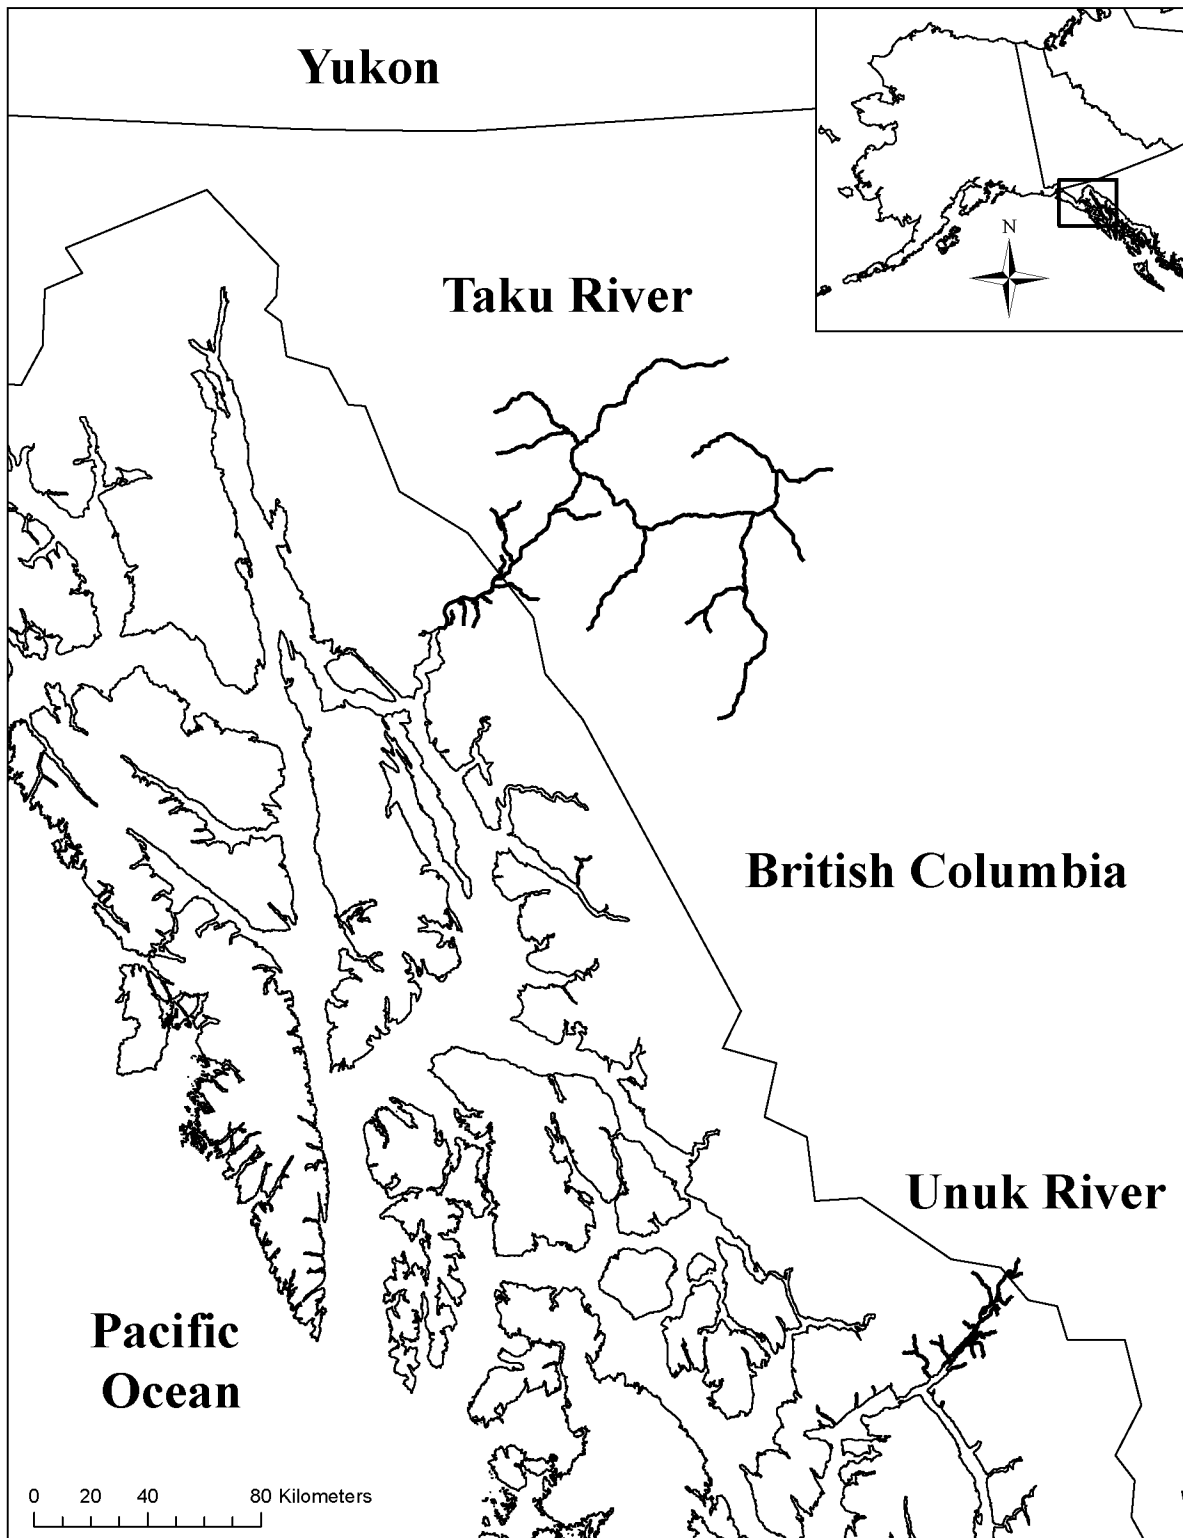 Yukon
N
Taku River
British Columbia
Unuk River
Pacific
Ocean
0 20 40 80 Kilometers